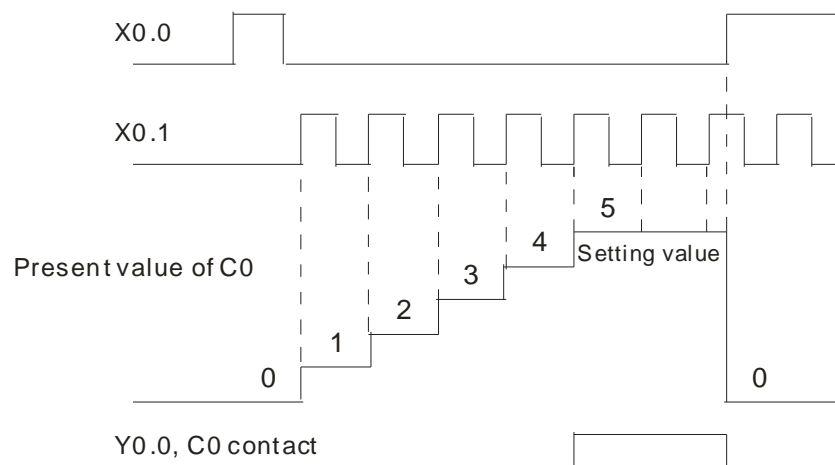 X0.0
X0.1
5
4
Setting value
Present value of C0
3
2
1
0
0
Y0.0, C0 contact